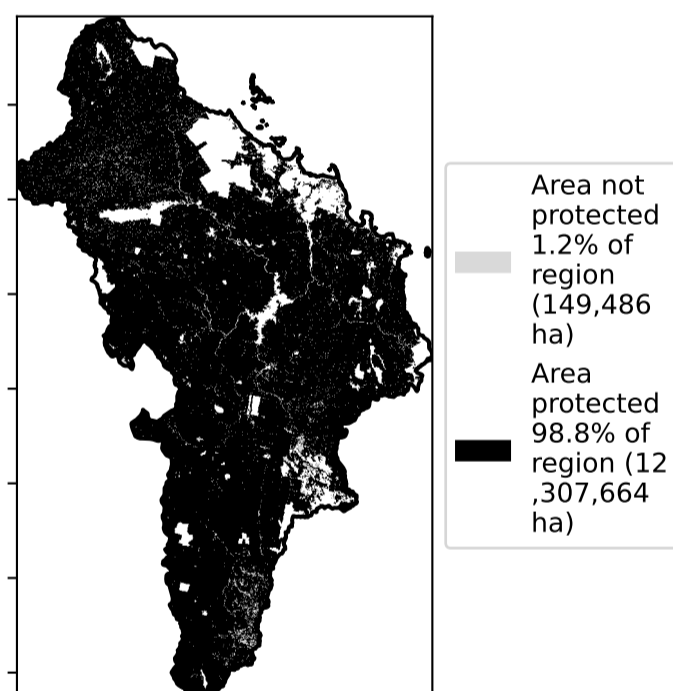 Area not
protected
1.2% of
region
(149,486
ha)
Area
protected
98.8% of
region (12
,307,664
ha)